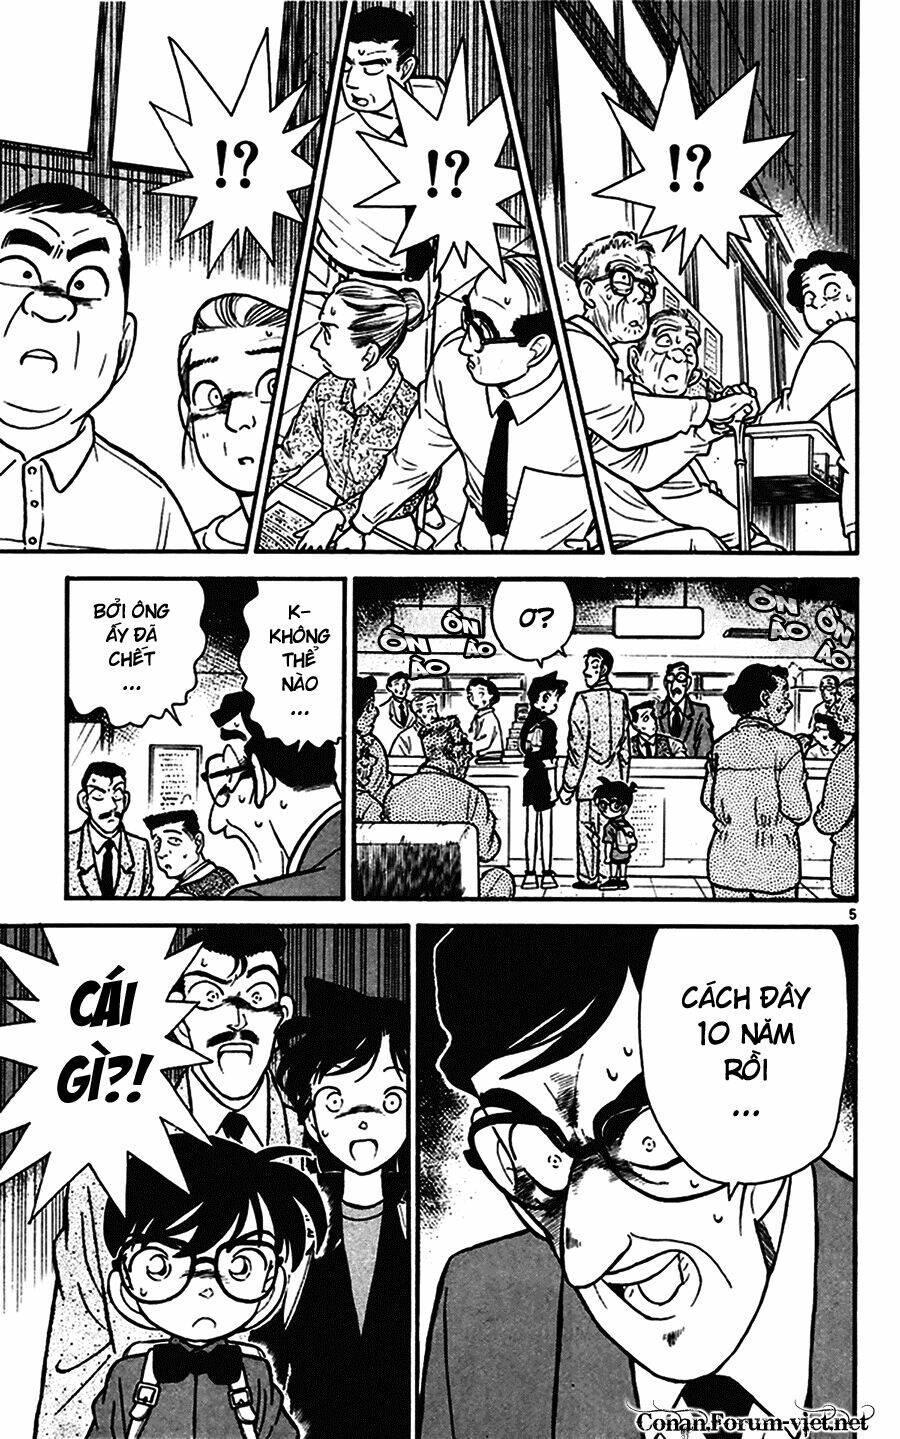 !?
!?
!?
ƠI?
ỒN
ÀO
ỒN
ÀO
ỒN
ÀO
ỒN
ÀO
K-
KHÔNG
THỂ
NÀO
...
BỞI ÔNG
ẤY ĐÃ
CHẾT
...
5
CÁCH ĐÂY
10 NĂM
RỒI
...
CÁI
GÌ?!
Conan.Forum-viet.net